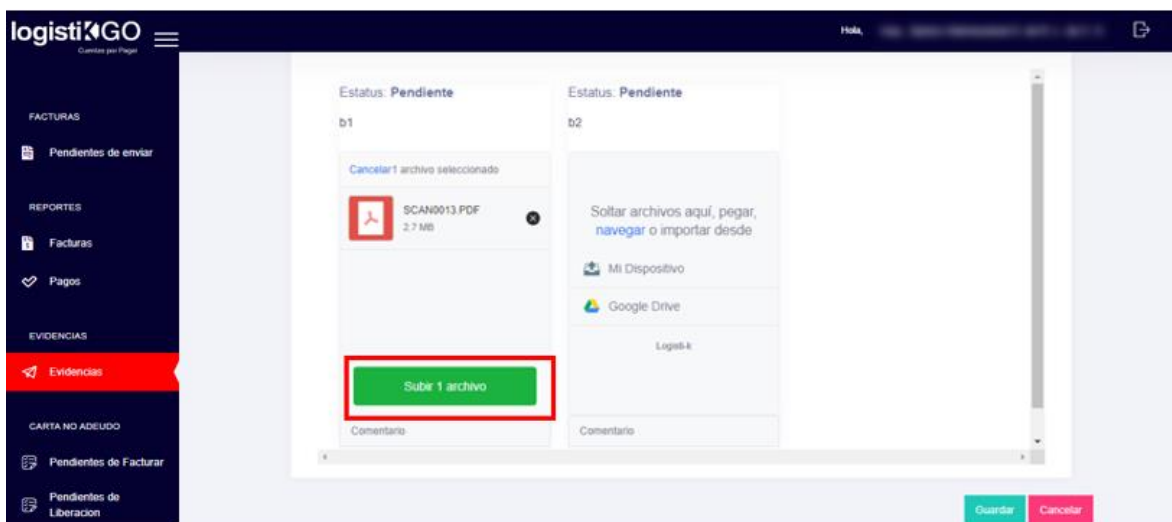 logistikGO
Cuentas por Pagar
Hola,
FACTURAS
Pendientes de enviar
REPORTES
Facturas
Pagos
EVIDENCIAS
Evidencias
CARTA NO ADEUDO
Pendientes de Facturar
Pendientes de
Liberacion
Estatus: Pendiente
b1
Cancelar1 archivo seleccionado
SCAN0013.PDF
2.7 MB
Subir 1 archivo
Comentario
Estatus: Pendiente
b2
Soltar archivos aquí, pegar,
navegar o importar desde
Mi Dispositivo
Google Drive
Logisti-k
Comentario
Guardar
Cancelar